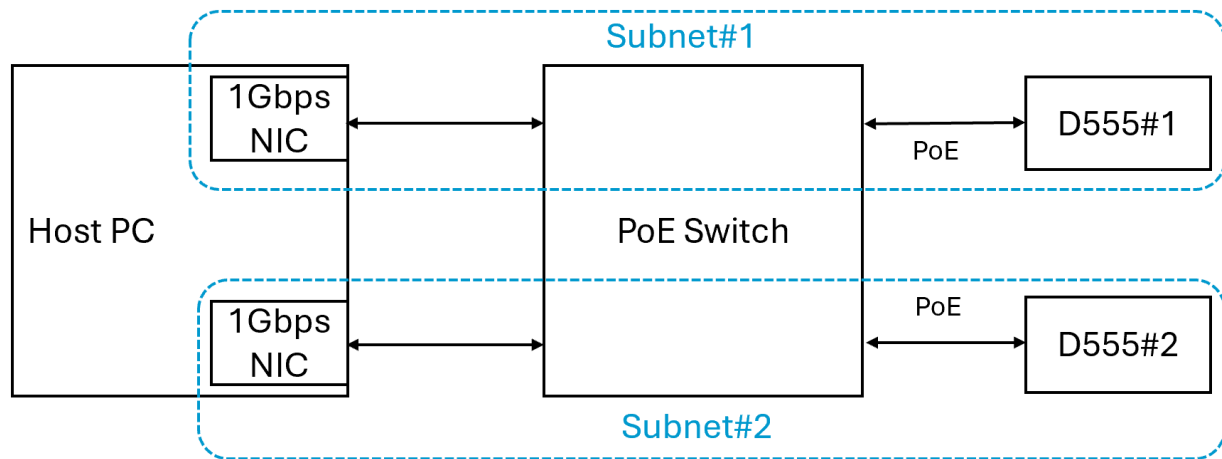 Subnet#1
1Gbps
NIC
D555#1
PoE
Host PC
PoE Switch
1Gbps
NIC
PoE
D555#2
Subnet#2